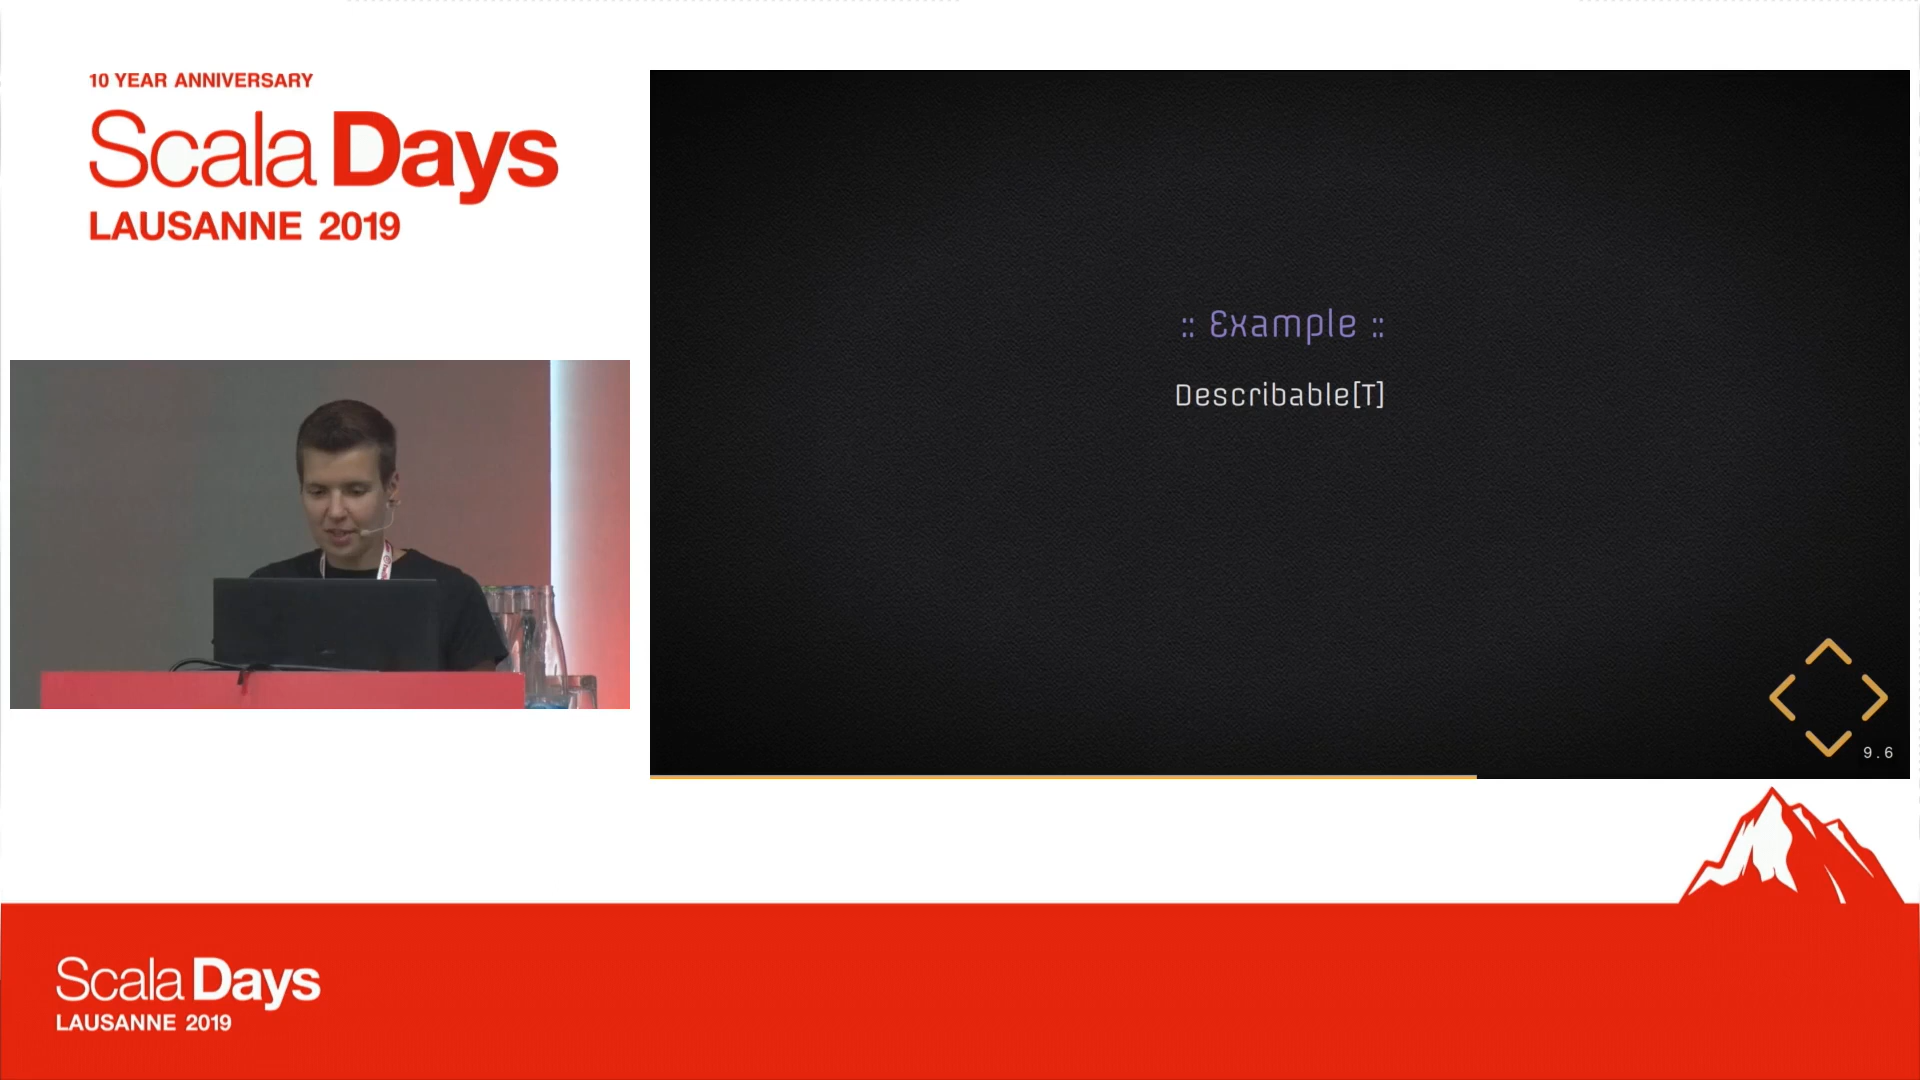 10 YEAR ANNIVERSARY
Scala Days
LAUSANNE 2019
:: Example ::
Describable[T]
9.6
Scala Days
LAUSANNE 2019